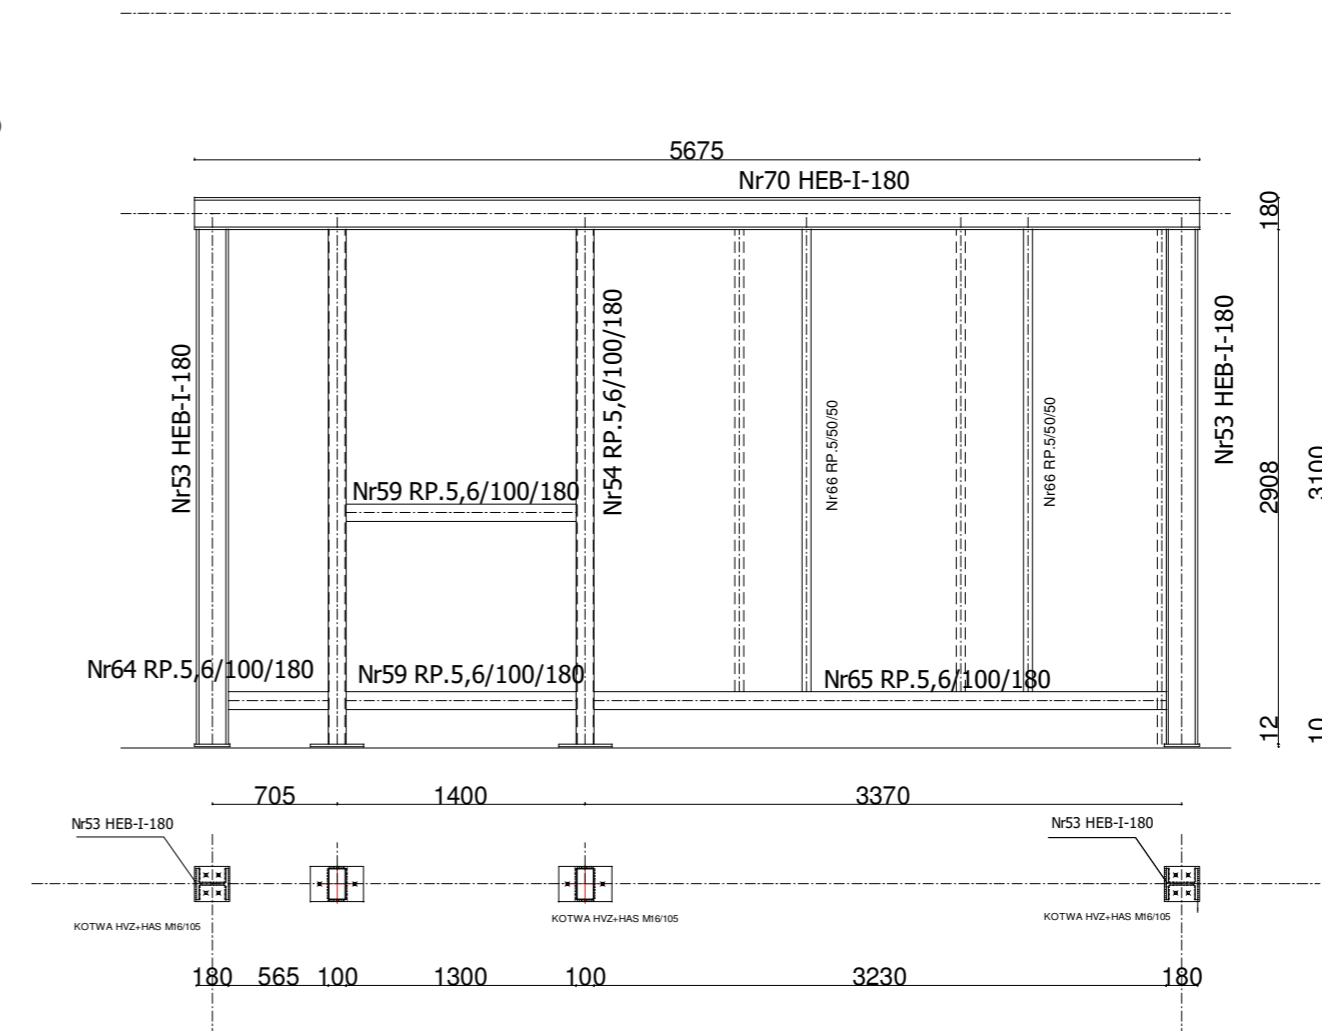 5675
Nr70 HEB-I-180
180
Nr53 HEB-I-180
Nr54 RP.5,6/100/180
Nr53 HEB-I-180
Nr66 RP.5/50/50
Nr66 RP.5/50/50
2908
3100
Nr59 RP.5,6/100/180
Nr64 RP.5,6/100/180
Nr59 RP.5,6/100/180
Nr65 RP.5,6/100/180
12
10
705
1400
3370
Nr53 HEB-I-180
Nr53 HEB-I-180
KOTWA HVZ+HAS M16/105
KOTWA HVZ+HAS M16/105
KOTWA HVZ+HAS M16/105
180
565
100
1300
100
3230
180